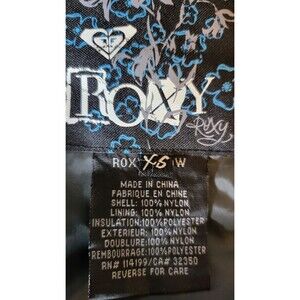 ROXY
Roxy
ROX XS W
MADE IN CHINA
FABRIQUE EN CHINE
SHELL: 100% NYLON
LINING: 100% NYLON
INSULATION: 100% POLYESTER
EXTERIEUR: 100% NYLON
DOUBLURE: 100% NYLON
REMBOURRAGE: 100% POLYESTER
RN# 114199/CA# 32350
REVERSE FOR CARE